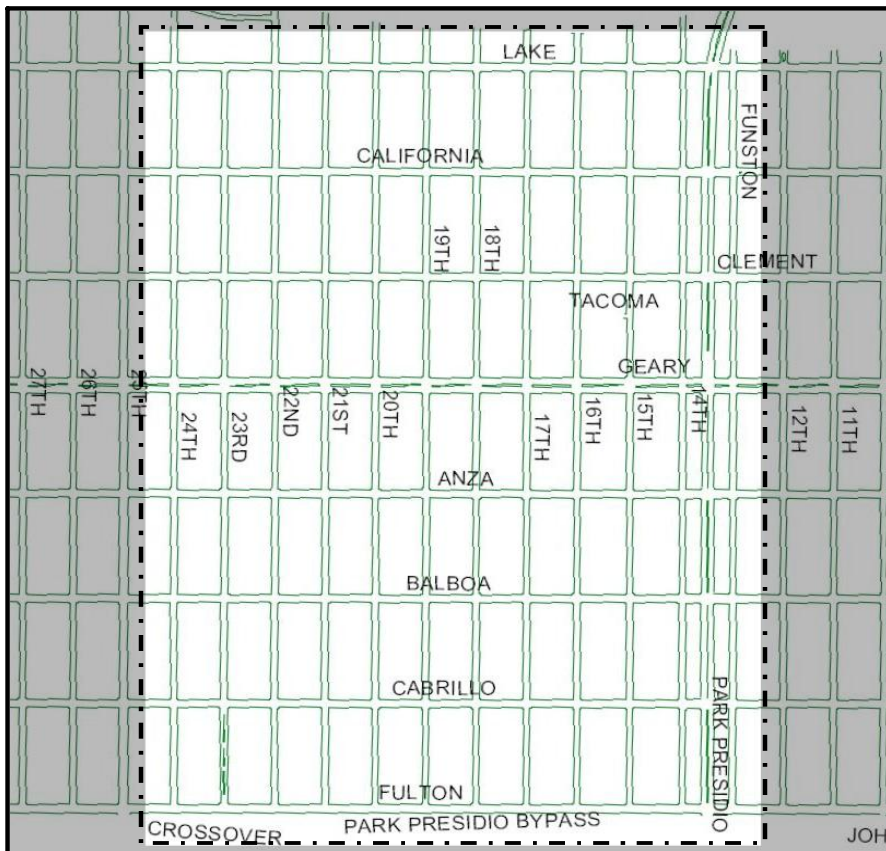 LAKE
FUNSTON
CALIFORNIA
19TH
18TH
CLEMENT
TACOMA
GEARY
27TH
26TH
25TH
24TH
23RD
22ND
21ST
20TH
17TH
16TH
15TH
14TH
12TH
11TH
ANZA
BALBOA
CABRILLO
PARK PRESIDIO
FULTON
CROSSOVER
PARK PRESIDIO BYPASS
JOH